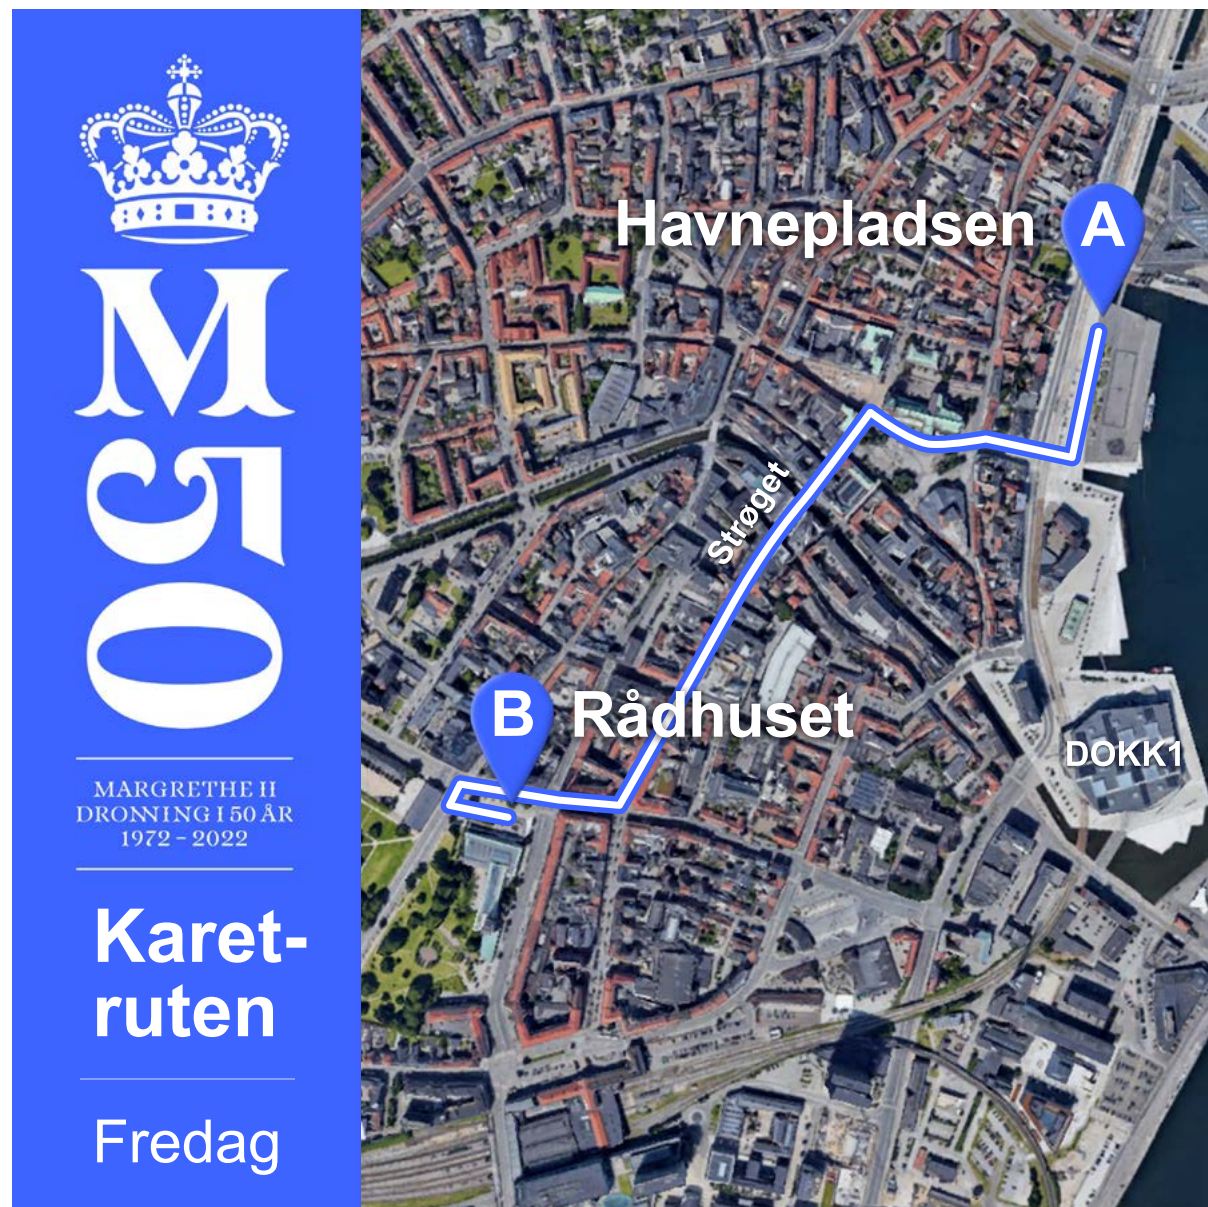 M
50
MARGRETHE II
DRONNING I 50 ÅR
1972 – 2022
Karet-
ruten
Fredag
Havnepladsen
A
Strøget
B
Rådhuset
DOKK1